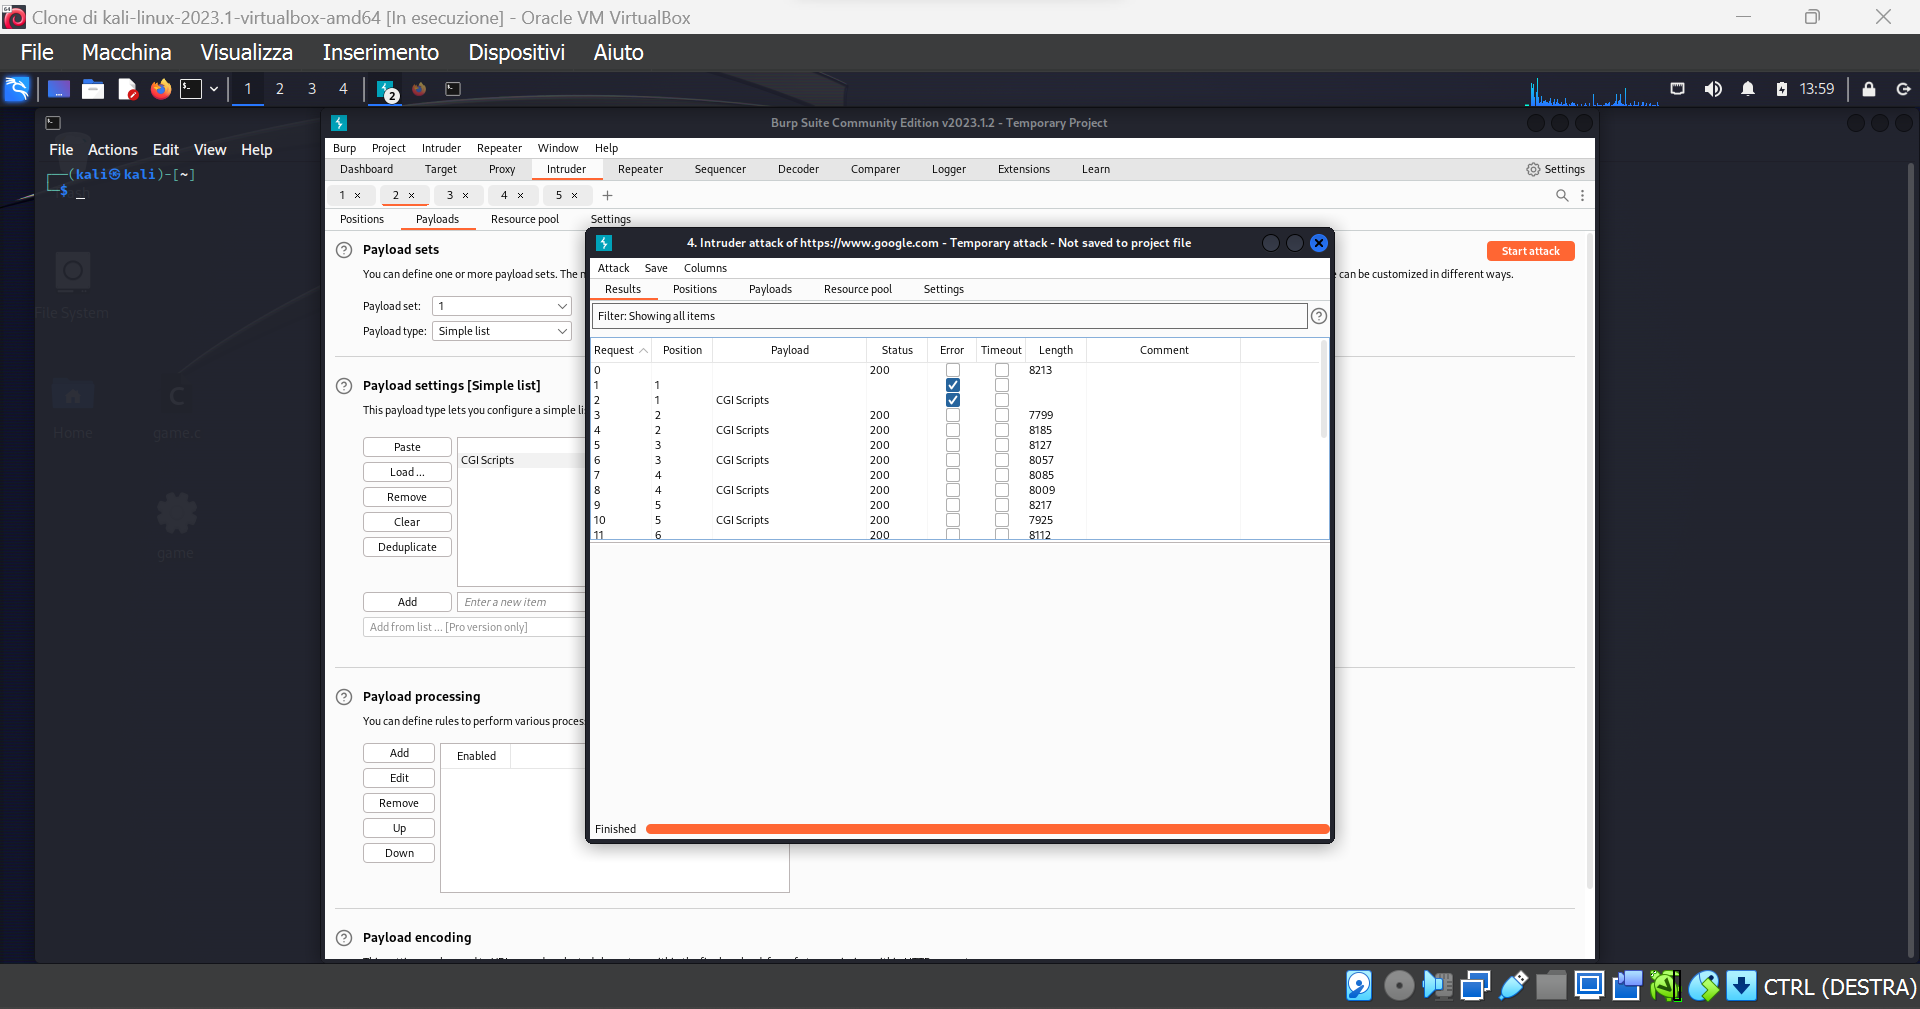 Clone di kali-linux-2023.1-virtualbox-amd64 [In esecuzione] - Oracle VM VirtualBox
File Macchina Visualizza Inserimento Dispositivi Aiuto
1 2 3 4 2 13:59
Burp Suite Community Edition v2023.1.2 - Temporary Project
File Actions Edit View Help
Burp Project Intruder Repeater Window Help
Dashboard Target Proxy Intruder Repeater Sequencer Decoder Comparer Logger Extensions Learn Settings
(kali㉿kali)-[~]
$
1 × 2 × 3 × 4 × 5 × +
Positions Payloads Resource pool Settings
Payload sets
Start attack
You can define one or more payload sets. The
can be customized in different ways.
Payload set: 1
Payload type: Simple list
File System
Payload settings [Simple list]
This payload type lets you configure a simple
Home
game.c
game
Paste
Load ...
Remove
Clear
Deduplicate
CGI Scripts
Add
Enter a new item
Add from list ... [Pro version only]
Payload processing
You can define rules to perform various
Add
Edit
Remove
Up
Down
Enabled
Payload encoding
4. Intruder attack of https://www.google.com - Temporary attack - Not saved to project file
Attack Save Columns
Results Positions Payloads Resource pool Settings
Filter: Showing all items
Request Position Payload Status Error Timeout Length Comment
0 200 8213
1 1
2 1 CGI Scripts
3 2 200 7799
4 2 CGI Scripts 200 8185
5 3 200 8127
6 3 CGI Scripts 200 8057
7 4 200 8085
8 4 CGI Scripts 200 8009
9 5 200 8217
10 5 CGI Scripts 200 7925
11 6 200 8112
Finished
CTRL (DESTRA)